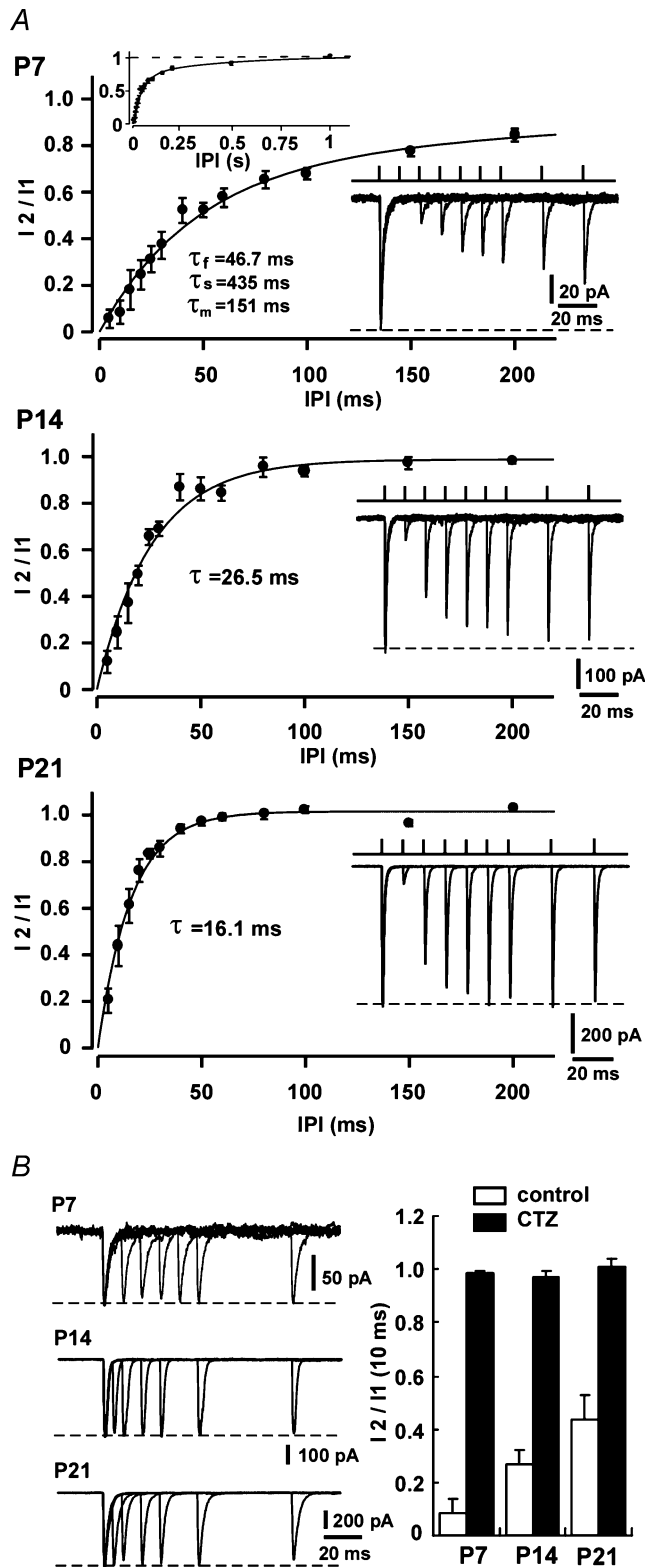 A
P7
1
0.5
0
0 0.25 0.5 0.75 1
IPI (s)
1.0
0.8
0.6
0.4
0.2
0
I 2 / I1
τf =46.7 ms
τs =435 ms
τm =151 ms
20 pA
20 ms
0 50 100 150 200
IPI (ms)
P14
1.0
0.8
0.6
0.4
0.2
0
I 2 / I1
τ =26.5 ms
100 pA
20 ms
0 50 100 150 200
IPI (ms)
P21
1.0
0.8
0.6
0.4
0.2
0
I 2 / I1
τ =16.1 ms
200 pA
20 ms
0 50 100 150 200
IPI (ms)
B
P7
50 pA
P14
100 pA
P21
200 pA
20 ms
control
CTZ
1.2
1.0
0.8
0.6
0.4
0.2
0
I 2 / I1 (10 ms)
P7 P14 P21